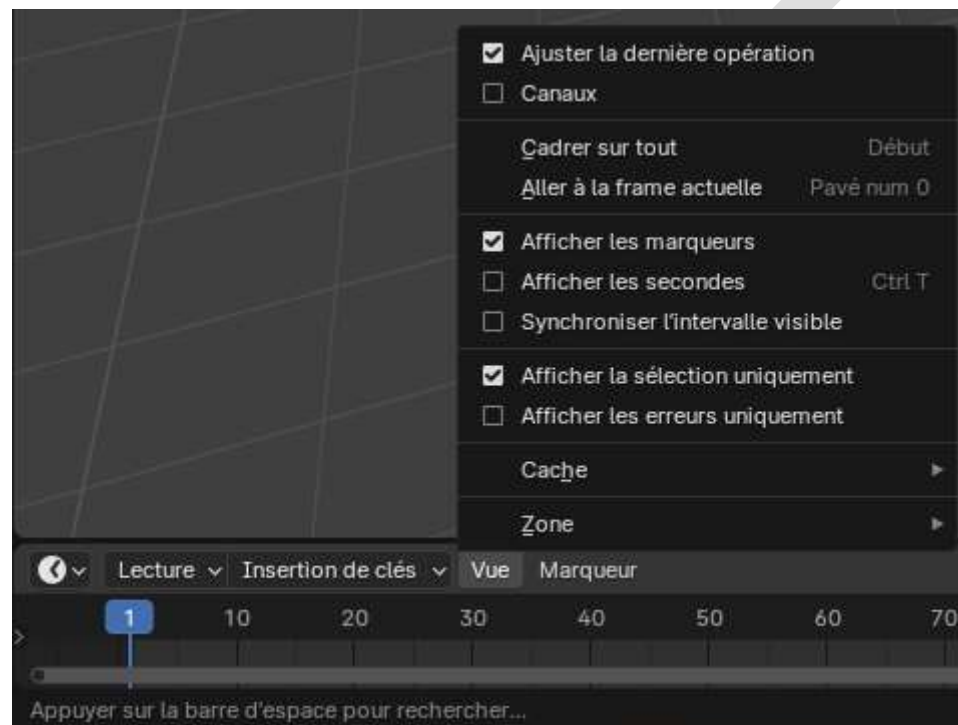 Ajuster la dernière opération
Canaux
Cadrer sur tout Début
Aller à la frame actuelle Pavé num 0
Afficher les marqueurs
Afficher les secondes Ctrl T
Synchroniser l'intervalle visible
Afficher la sélection uniquement
Afficher les erreurs uniquement
Cache
Zone
Lecture Insertion de clés Vue Marqueur
1 10 20 30 40 50 60 70
Appuyer sur la barre d'espace pour rechercher...